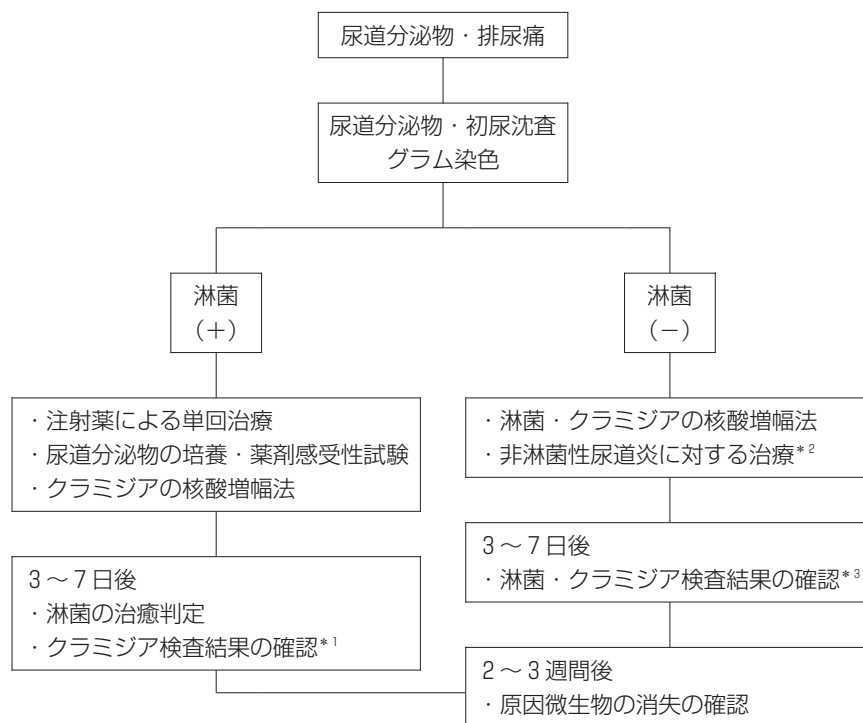 尿道分泌物・排尿痛
尿道分泌物・初尿沈査
グラム染色
淋菌
（＋）
淋菌
（－）
・注射薬による単回治療
・尿道分泌物の培養・薬剤感受性試験
・クラミジアの核酸増幅法
・淋菌・クラミジアの核酸増幅法
・非淋菌性尿道炎に対する治療*2
3～7日後
・淋菌の治癒判定
・クラミジア検査結果の確認*1
3～7日後
・淋菌・クラミジア検査結果の確認*3
2～3週間後
・原因微生物の消失の確認